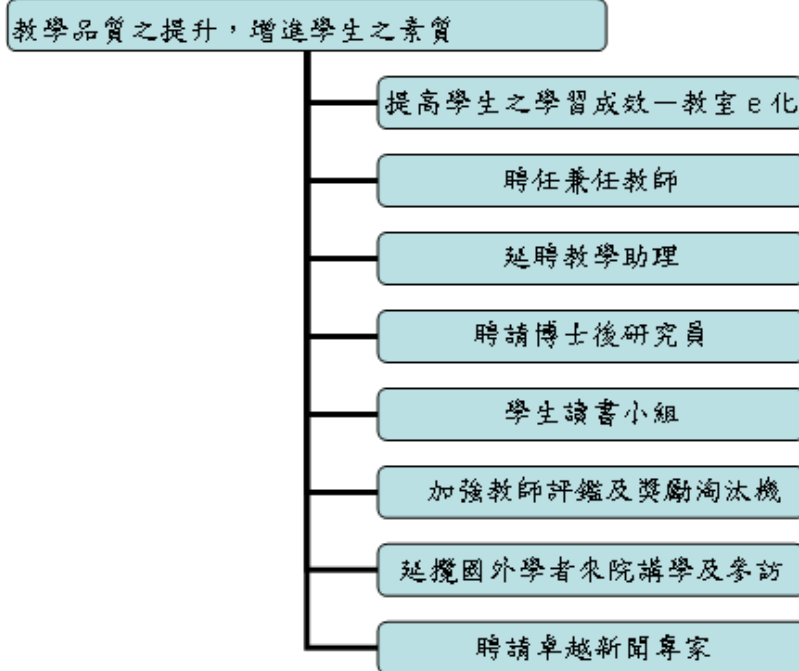 教學品質之提升，增進學生之素質
提高學生之學習成效—教室e化
聘任兼任教師
延聘教學助理
聘請博士後研究員
學生讀書小組
加強教師評鑑及獎勵淘汰機
延攬國外學者來院講學及參訪
聘請卓越新聞專家